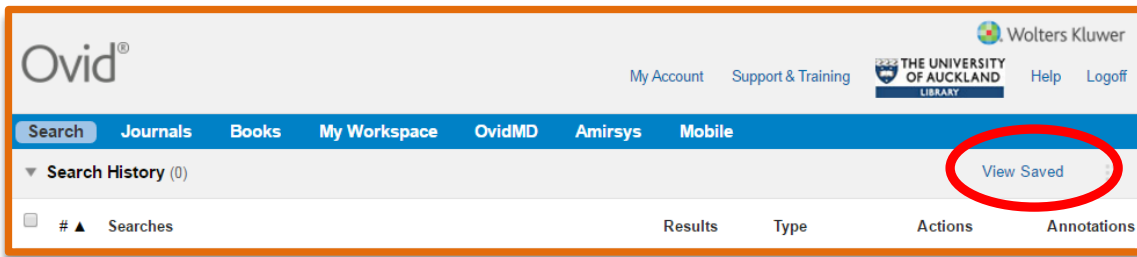 Wolters Kluwer
Ovid®
My Account Support & Training THE UNIVERSITY OF AUCKLAND LIBRARY Help Logoff
Search Journals Books My Workspace OvidMD Amirsys Mobile
▼ Search History (0) View Saved
# ▲ Searches Results Type Actions Annotations